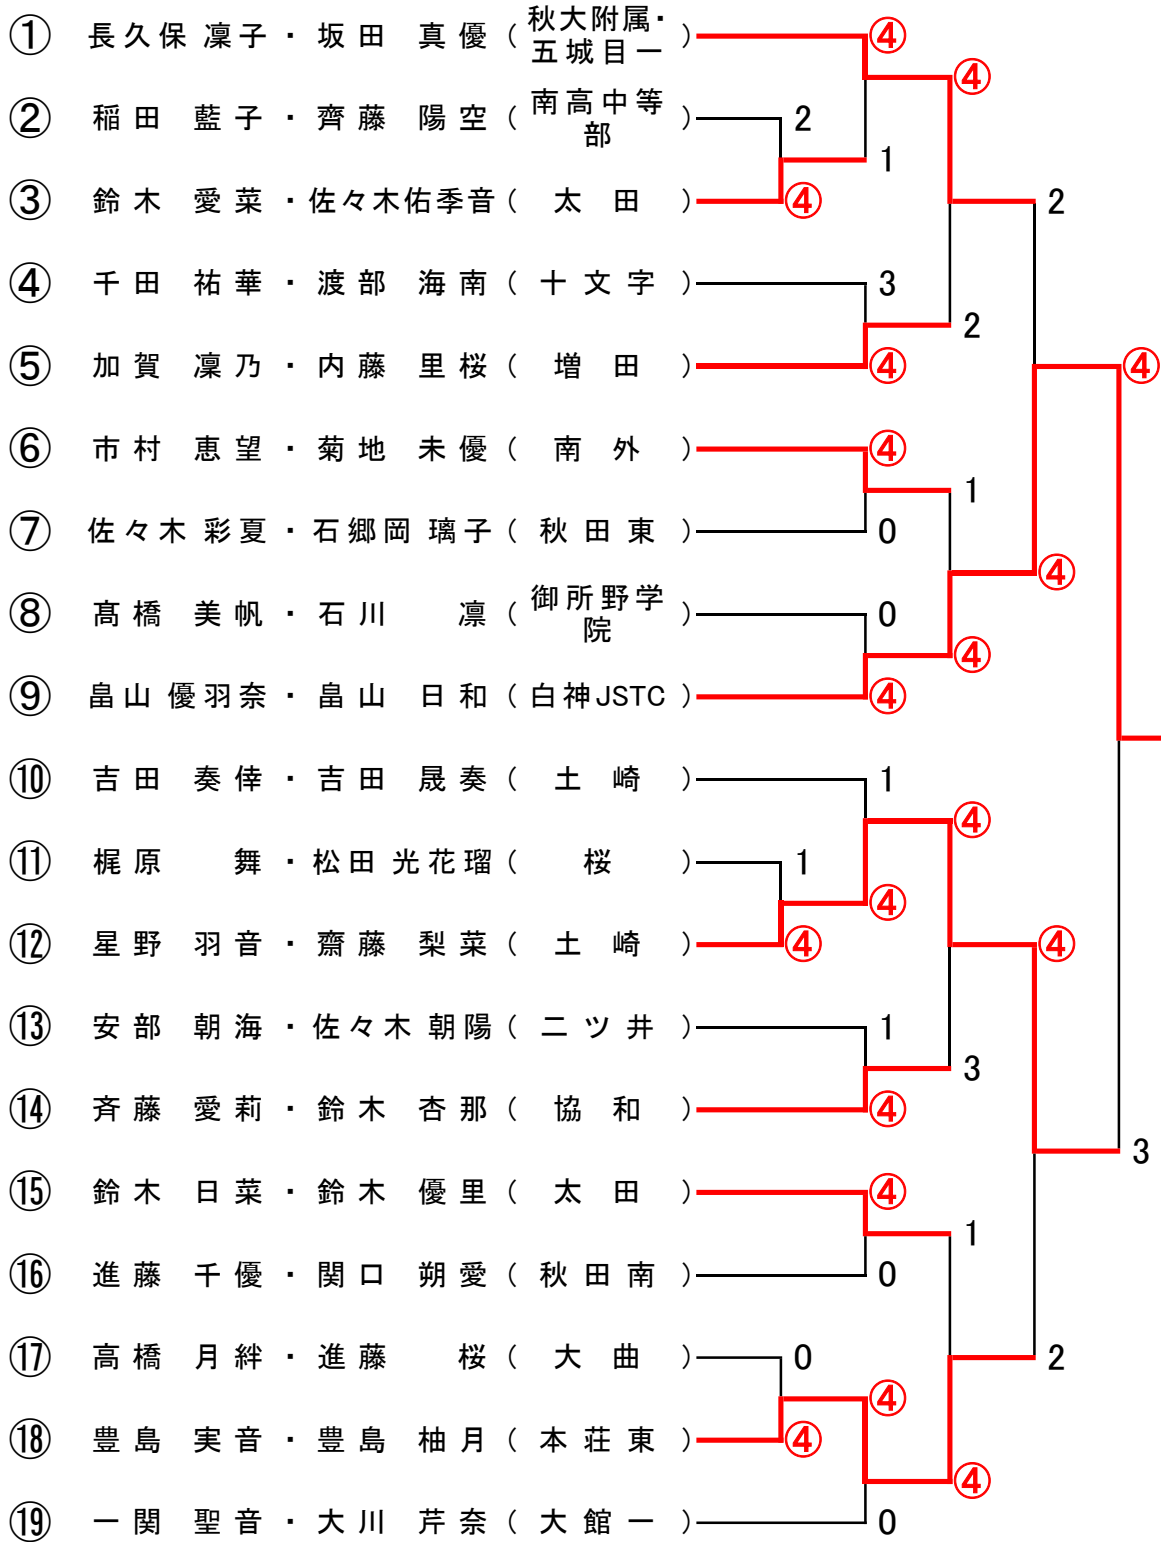 ① 長久保 凜子 ・ 坂田 真優 ( 秋大附属・五城目一 ) ④
④
② 稲田 藍子 ・ 齊藤 陽空 ( 南高中等部 ) 2
1
③ 鈴木 愛菜 ・ 佐々木佑季音 ( 太田 ) ④ 2
④ 千田 祐華 ・ 渡部 海南 ( 十文字 ) 3
2
⑤ 加賀 凜乃 ・ 内藤 里桜 ( 増田 ) ④ ④
⑥ 市村 恵望 ・ 菊地 未優 ( 南外 ) ④
1
⑦ 佐々木 彩夏 ・ 石郷岡 璃子 ( 秋田東 ) 0
④
⑧ 髙橋 美帆 ・ 石川 凛 ( 御所野学院 ) 0
④
⑨ 畠山 優羽奈 ・ 畠山 日和 ( 白神JSTC ) ④
⑩ 吉田 奏倖 ・ 吉田 晟奏 ( 土崎 ) 1
④
⑪ 梶原 舞 ・ 松田 光花瑠 ( 桜 ) 1
④
⑫ 星野 羽音 ・ 齋藤 梨菜 ( 土崎 ) ④ ④
⑬ 安部 朝海 ・ 佐々木 朝陽 ( 二ツ井 ) 1
3
⑭ 斉藤 愛莉 ・ 鈴木 杏那 ( 協和 ) ④
3
⑮ 鈴木 日菜 ・ 鈴木 優里 ( 太田 ) ④
1
⑯ 進藤 千優 ・ 関口 朔愛 ( 秋田南 ) 0
⑰ 高橋 月絆 ・ 進藤 桜 ( 大曲 ) 0 2
④
⑱ 豊島 実音 ・ 豊島 柚月 ( 本荘東 ) ④
④
⑲ 一関 聖音 ・ 大川 芹奈 ( 大館一 ) 0